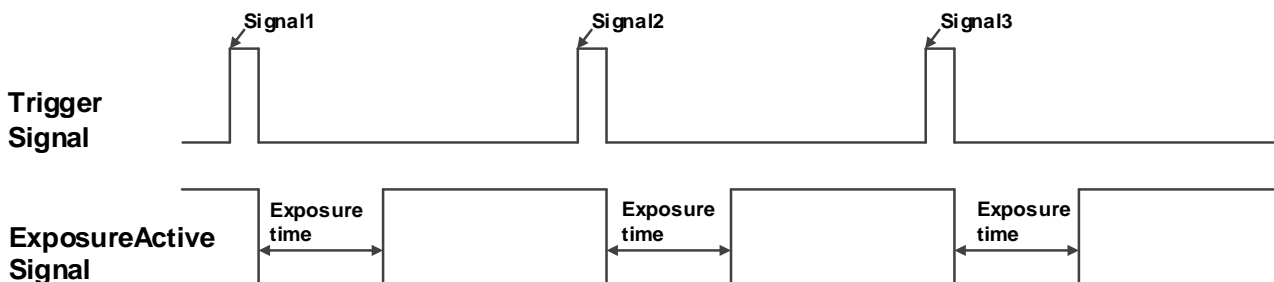 Signal1
Signal2
Signal3
Trigger
Signal
Exposure
time
Exposure
time
Exposure
time
ExposureActive
Signal